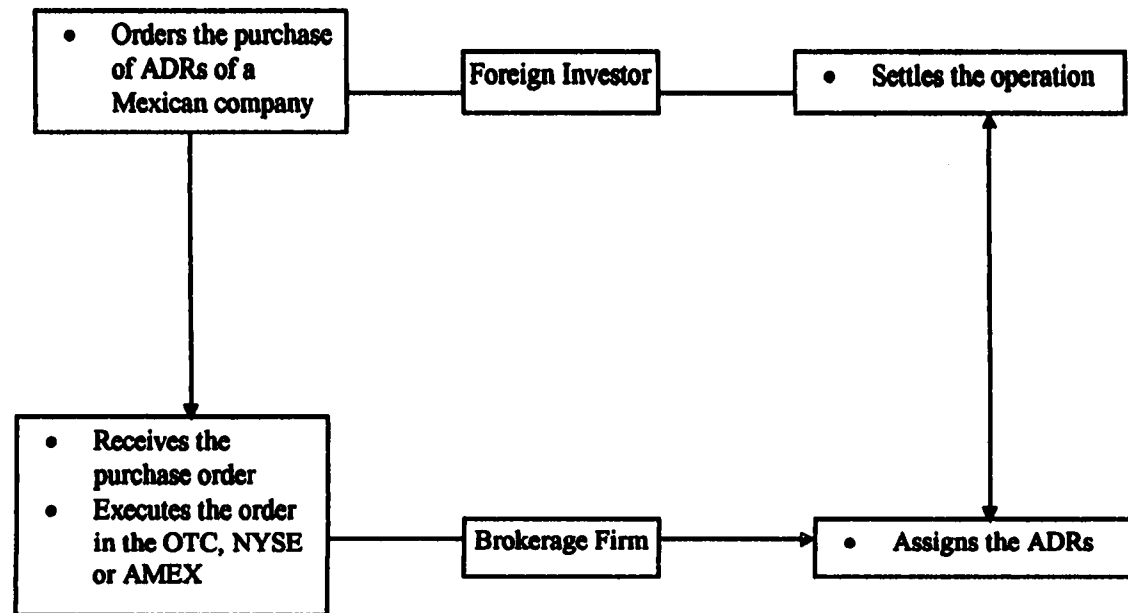 • Orders the purchase
of ADRs of a
Mexican company
Foreign Investor
• Settles the operation
• Receives the
purchase order
• Executes the order
in the OTC, NYSE
or AMEX
Brokerage Firm
• Assigns the ADRs